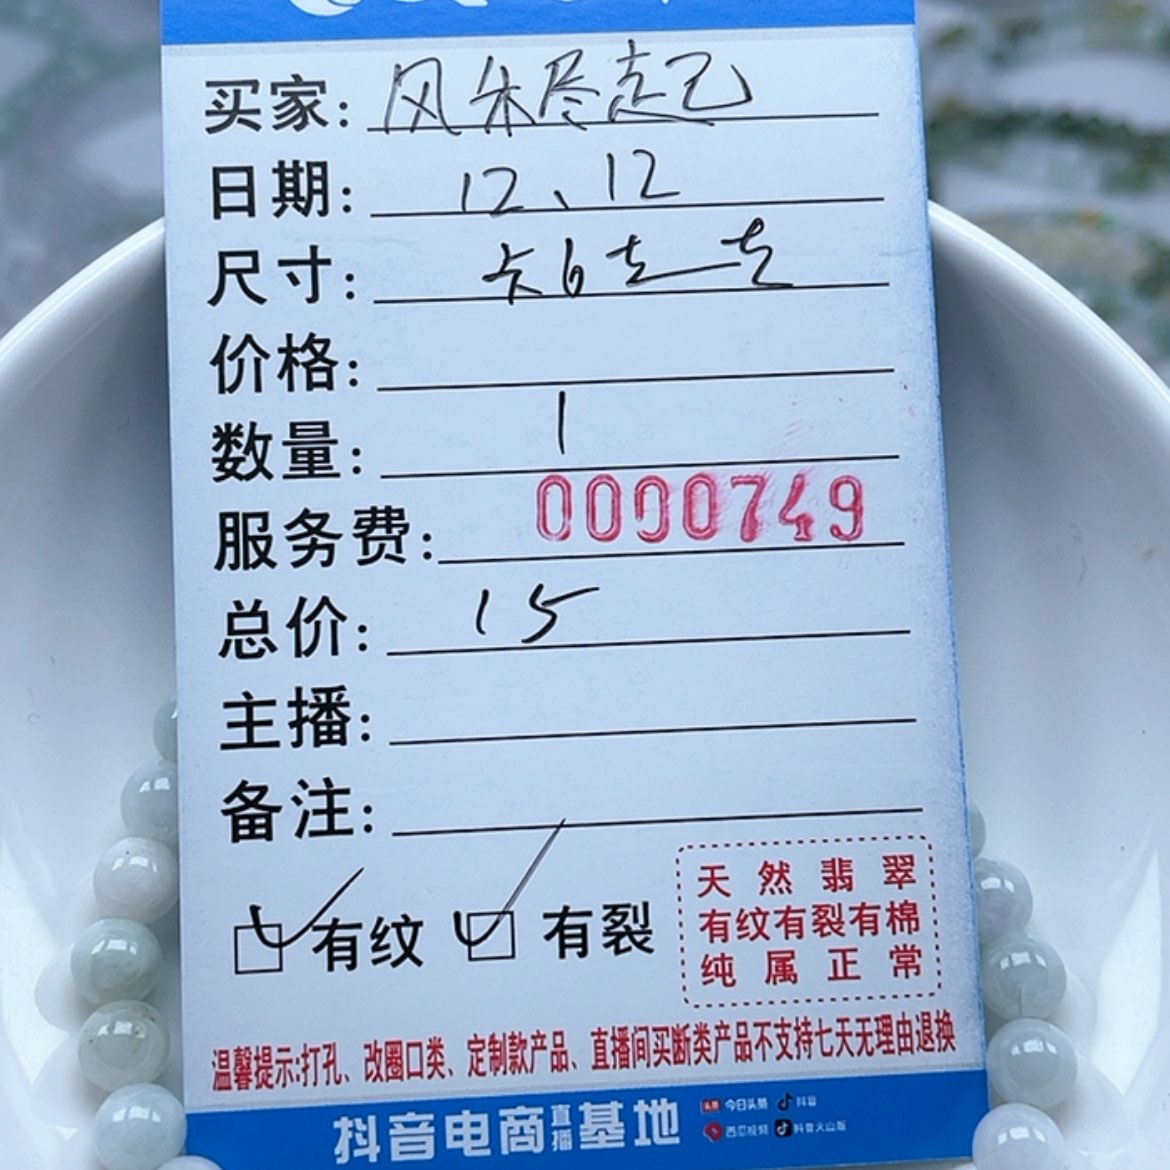 买家: 风
日期: 12、12
尺寸:
价格:
数量: 1
服务费: 0000749
总价: 15
主播:
备注:
有纹 有裂
天然翡翠
有纹有裂有棉
纯属正常
温馨提示:打孔、改圈口类、定制款产品、直播间买断类产品不支持七天无理由退换
抖音电商直播基地
头条 今日头条 抖音
西瓜视频 抖音火山版